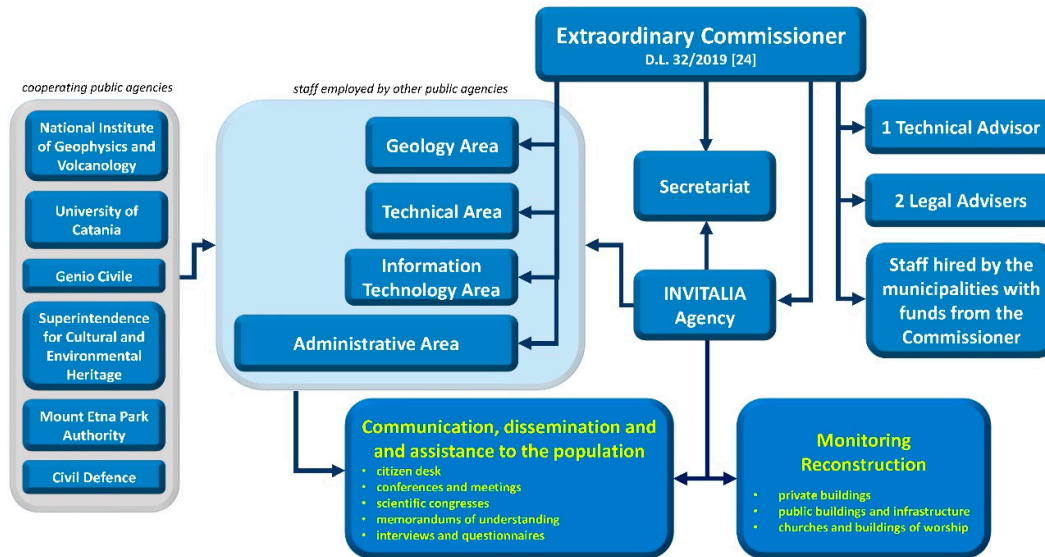 Extraordinary Commissioner
D.L. 32/2019 [24]
cooperating public agencies
National Institute
of Geophysics and
Volcanology
University of
Catania
Genio Civile
Superintendence
for Cultural and
Environmental
Heritage
Mount Etna Park
Authority
Civil Defence
staff employed by other public agencies
Geology Area
Technical Area
Information
Technology Area
Administrative Area
Secretariat
INVITALIA
Agency
1 Technical Advisor
2 Legal Advisers
Staff hired by the
municipalities with
funds from the
Commissioner
Communication, dissemination and
and assistance to the population
• citizen desk
• conferences and meetings
• scientific congresses
• memorandums of understanding
• interviews and questionnaires
Monitoring
Reconstruction
• private buildings
• public buildings and infrastructure
• churches and buildings of worship